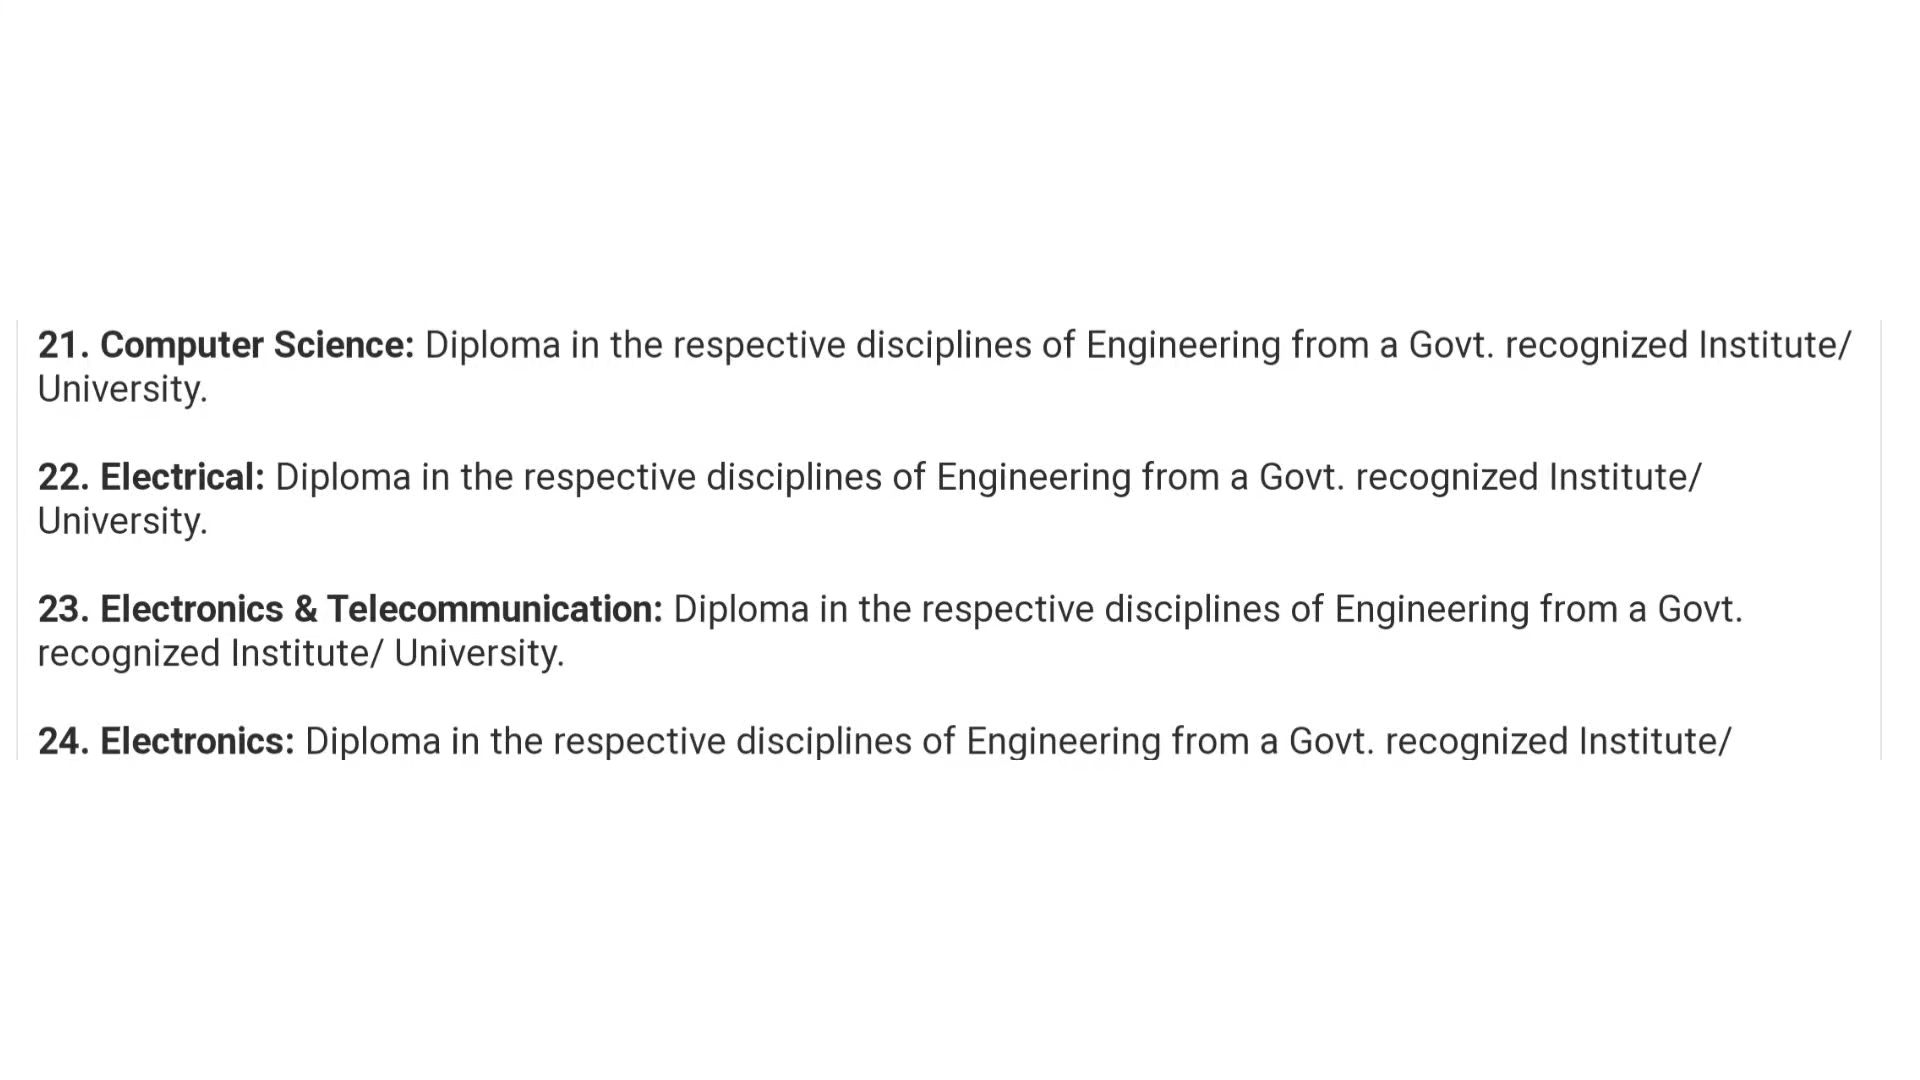 21. Computer Science: Diploma in the respective disciplines of Engineering from a Govt. recognized Institute/
University.
22. Electrical: Diploma in the respective disciplines of Engineering from a Govt. recognized Institute/
University.
23. Electronics & Telecommunication: Diploma in the respective disciplines of Engineering from a Govt.
recognized Institute/ University.
24. Electronics: Diploma in the respective disciplines of Engineering from a Govt. recognized Institute/